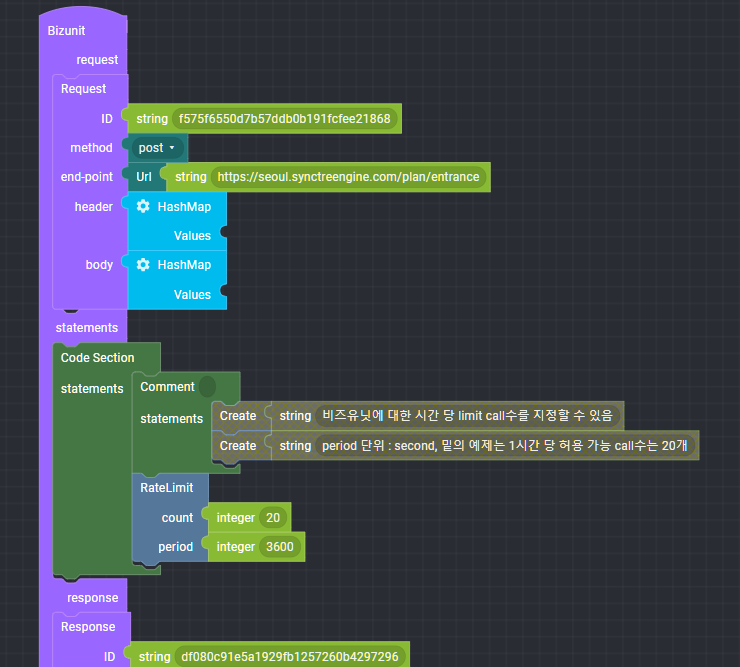 Bizunit
request
Request
ID string f575f6550d7b57ddb0b191fcfee21868
method post
end-point Url string https://seoul.synctreengine.com/plan/entrance
header HashMap
Values
body HashMap
Values
statements
Code Section
statements Comment
statements Create string 비즈유닛에 대한 시간 당 limit call수를 지정할 수 있음
Create string period 단위 : second, 밑의 예제는 1시간 당 허용 가능 call수는 20개
RateLimit
count integer 20
period integer 3600
response
Response
ID string df080c91e5a1929fb1257260b4297296